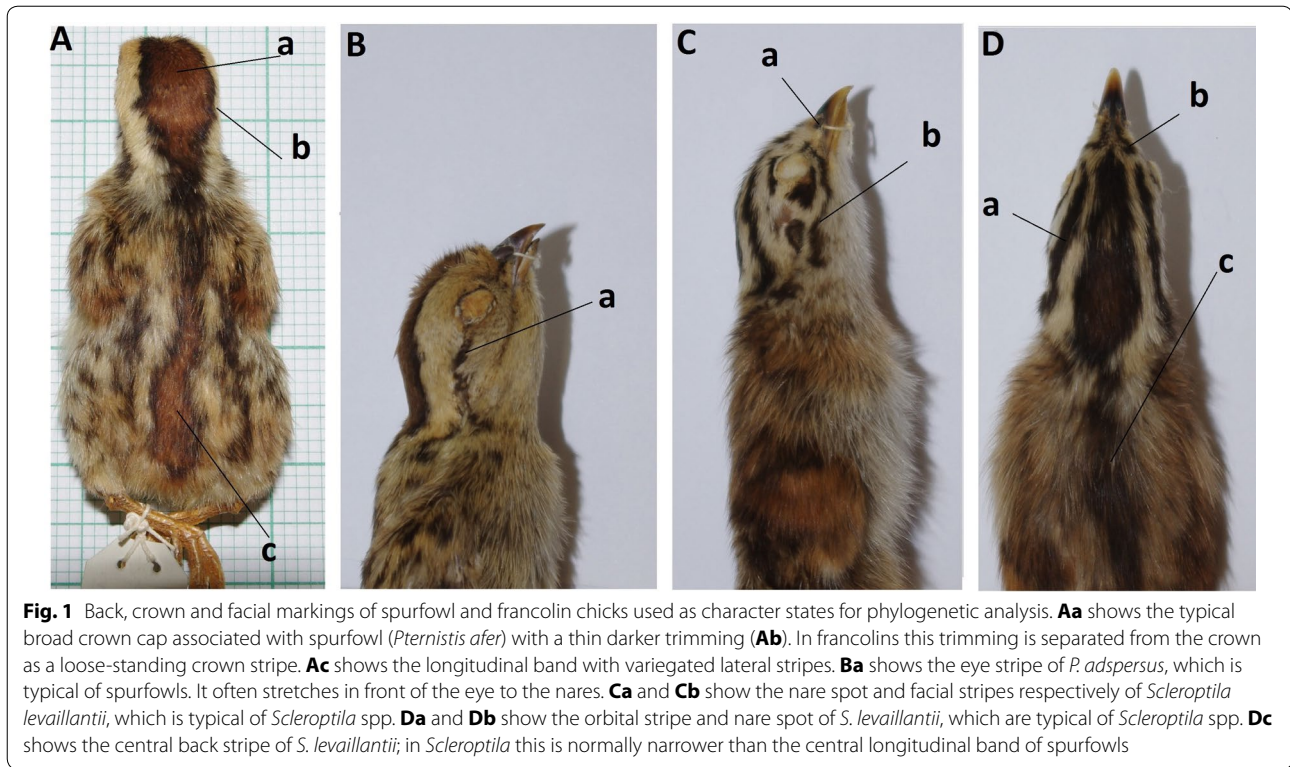 A
a
b
c
B
a
C
a
b
D
b
a
c
Fig. 1 Back, crown and facial markings of spurfowl and francolin chicks used as character states for phylogenetic analysis. Aa shows the typical
broad crown cap associated with spurfowl (Pternistis afer) with a thin darker trimming (Ab). In francolins this trimming is separated from the crown
as a loose-standing crown stripe. Ac shows the longitudinal band with variegated lateral stripes. Ba shows the eye stripe of P. adspersus, which is
typical of spurfowls. It often stretches in front of the eye to the nares. Ca and Cb show the nare spot and facial stripes respectively of Scleroptila
levaillantii, which is typical of Scleroptila spp. Da and Db show the orbital stripe and nare spot of S. levaillantii, which are typical of Scleroptila spp. Dc
shows the central back stripe of S. levaillantii; in Scleroptila this is normally narrower than the central longitudinal band of spurfowls